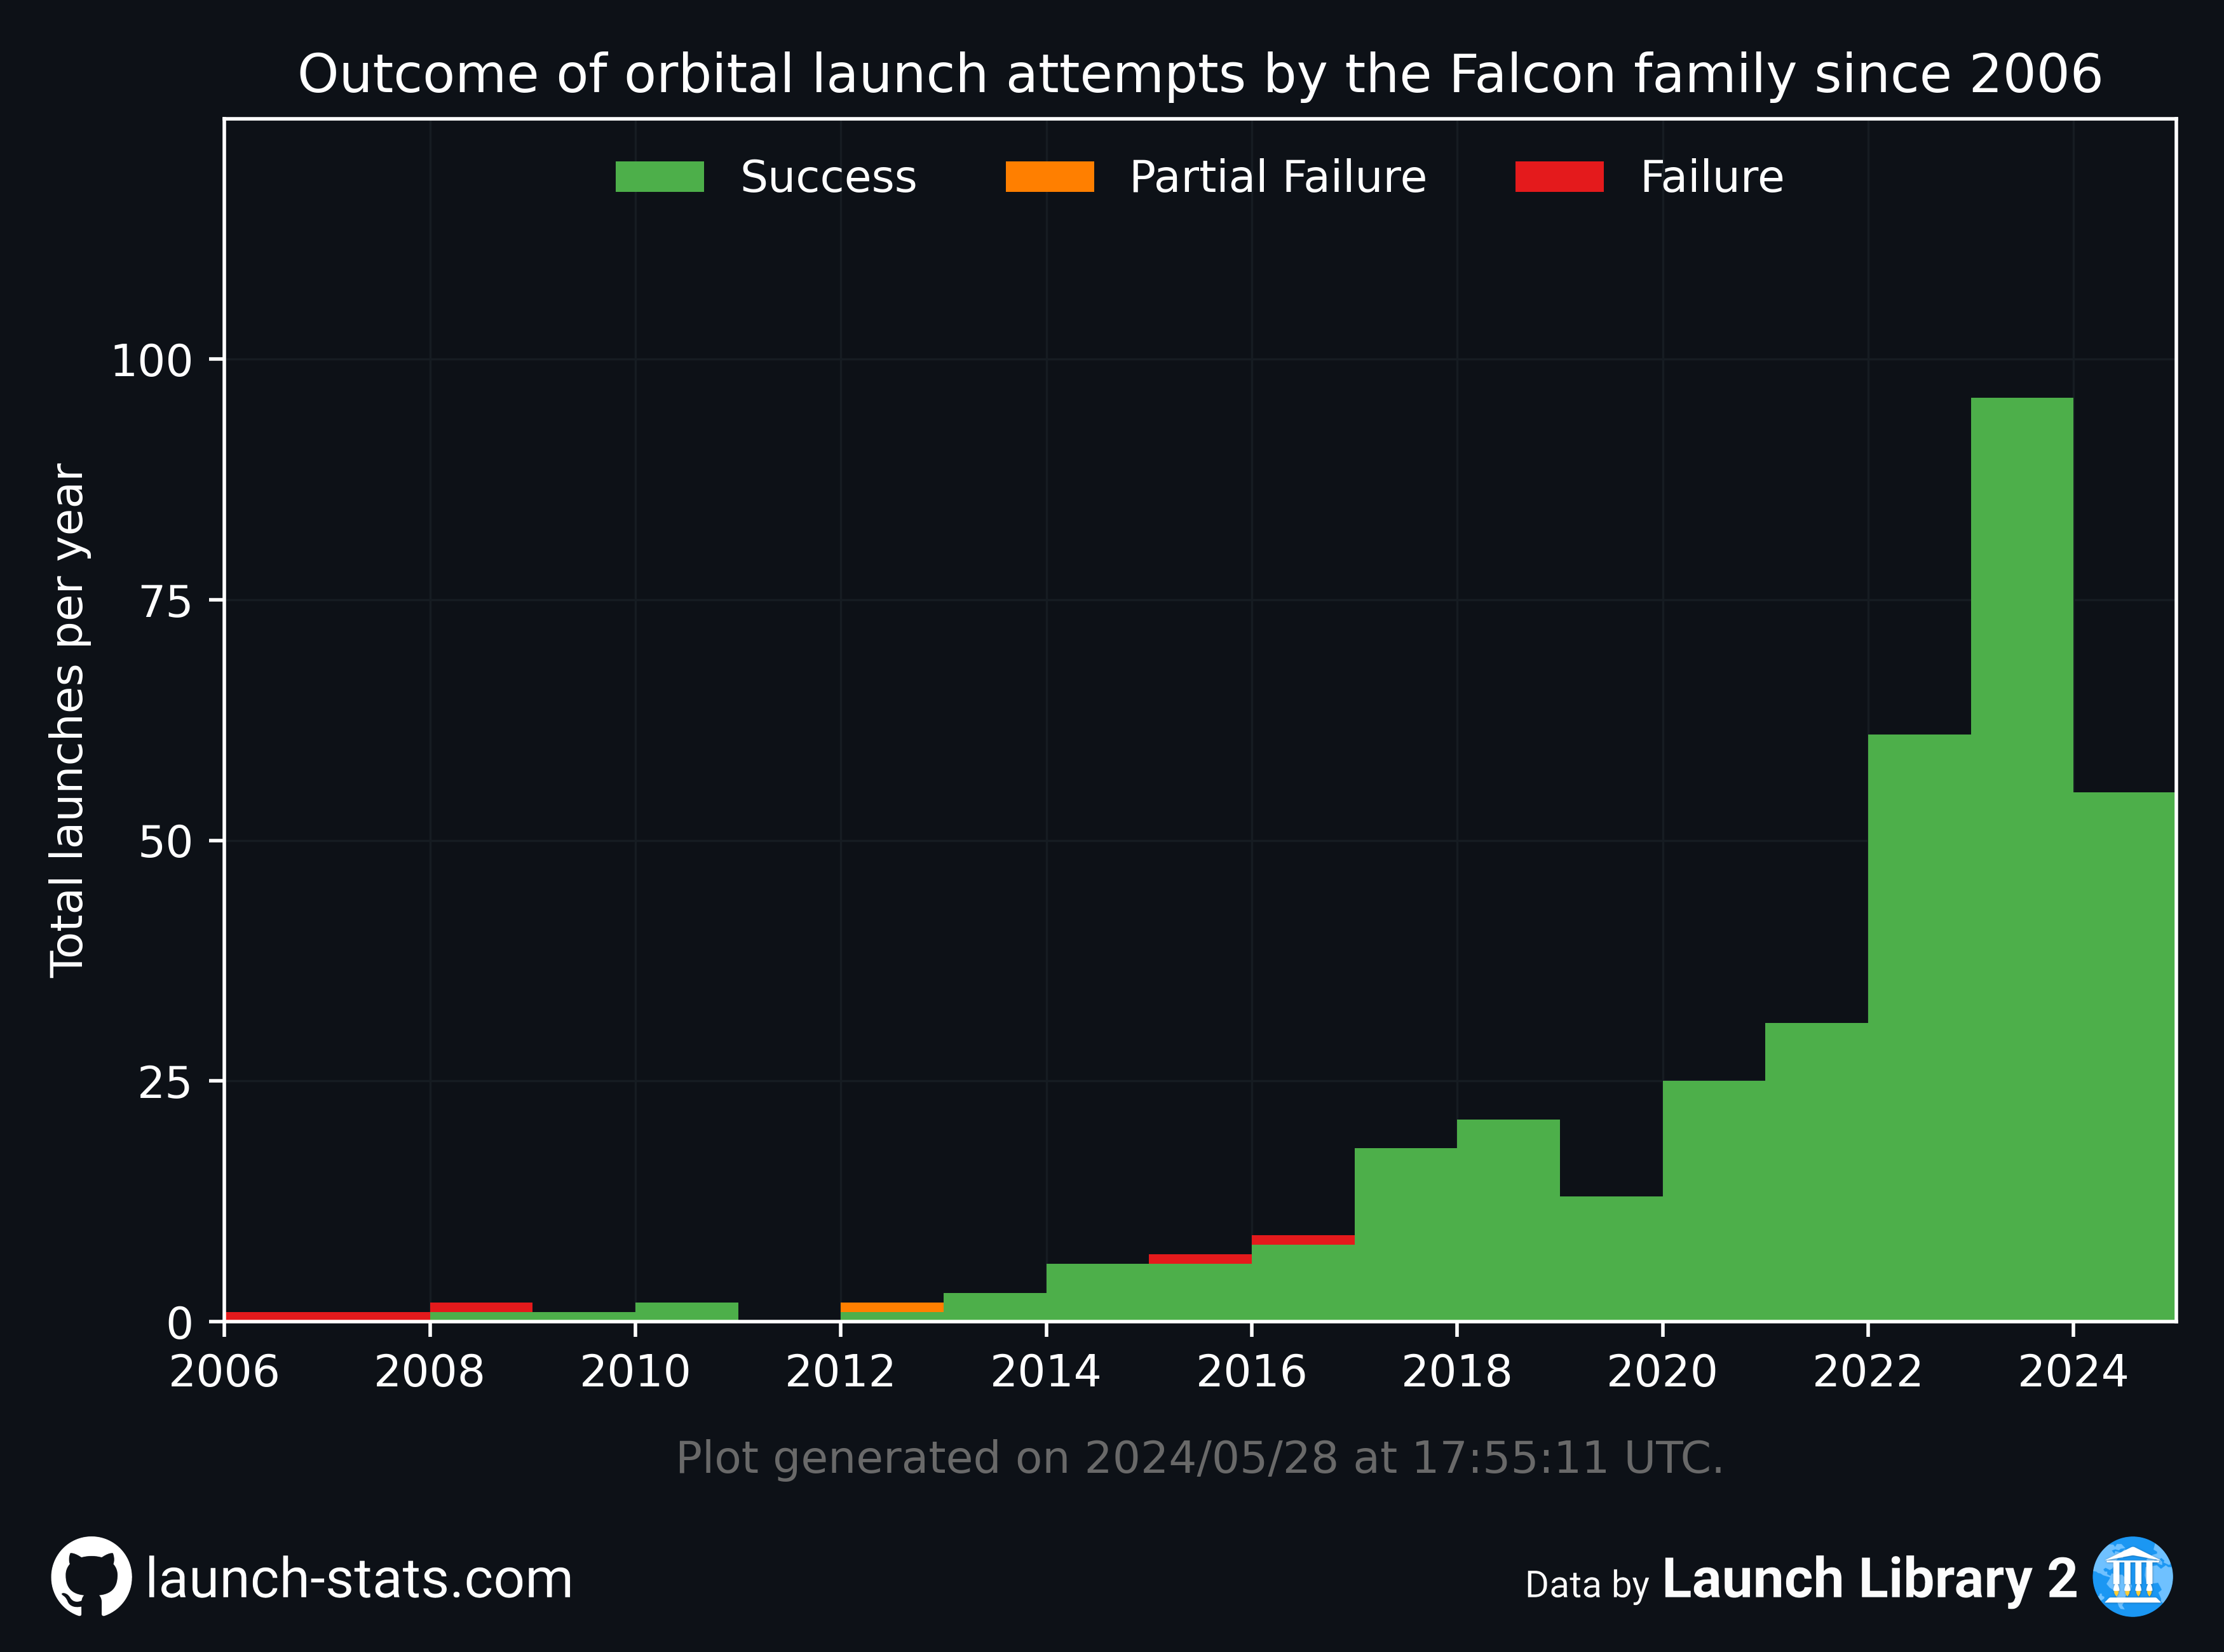 Outcome of orbital launch attempts by the Falcon family since 2006
Success Partial Failure Failure
Total launches per year
100
75
50
25
0
2006 2008 2010 2012 2014 2016 2018 2020 2022 2024
Plot generated on 2024/05/28 at 17:55:11 UTC.
launch-stats.com
Data by Launch Library 2